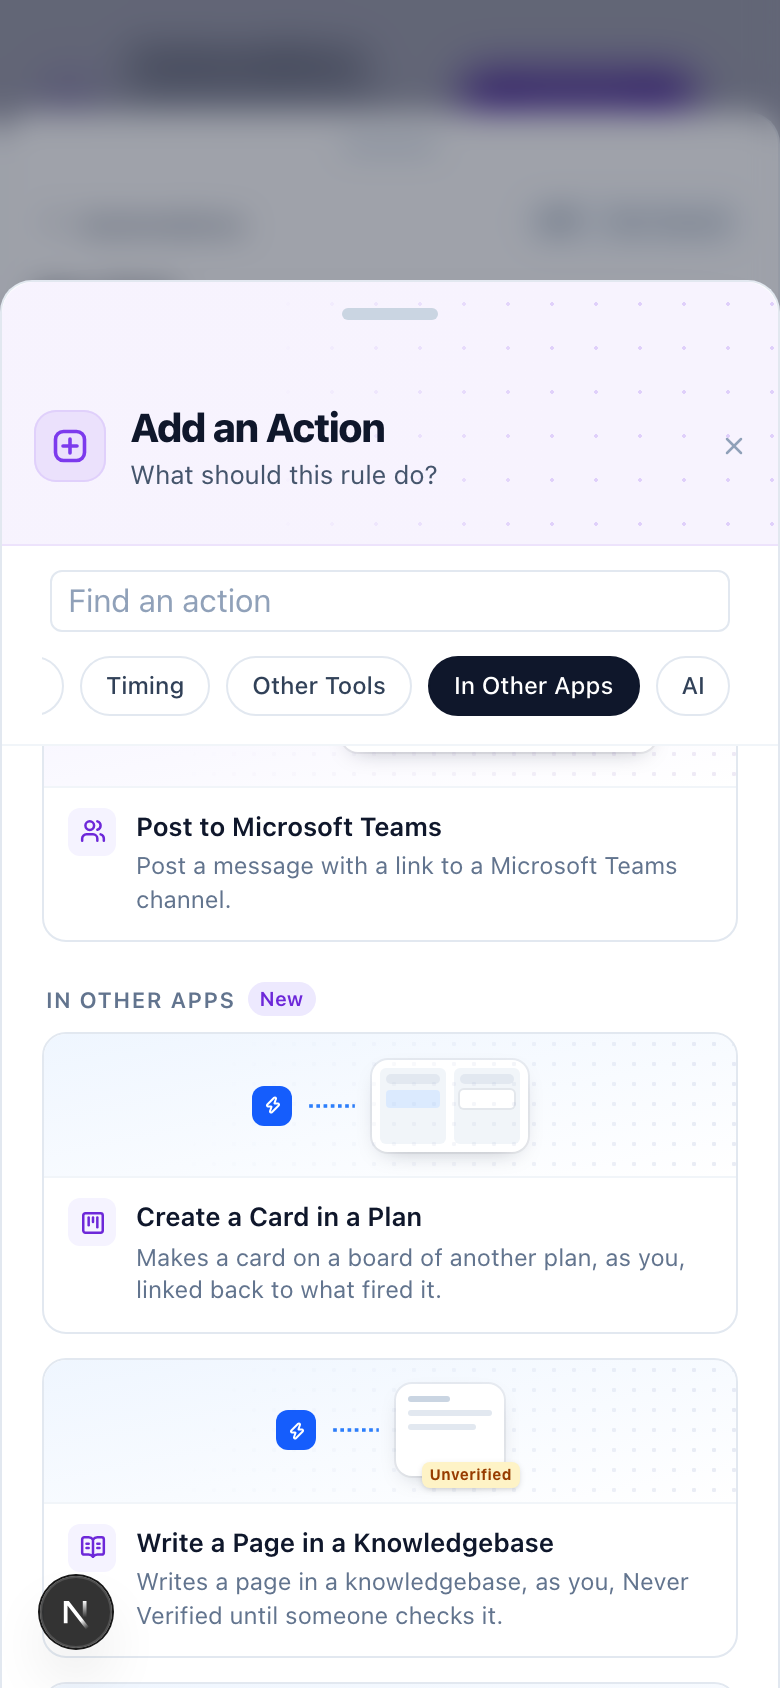 Add an Action
What should this rule do?
Find an action
Timing
Other Tools
In Other Apps
AI
Post to Microsoft Teams
Post a message with a link to a Microsoft Teams
channel.
IN OTHER APPS New
Create a Card in a Plan
Makes a card on a board of another plan, as you,
linked back to what fired it.
Unverified
Write a Page in a Knowledgebase
Writes a page in a knowledgebase, as you, Never
Verified until someone checks it.
N